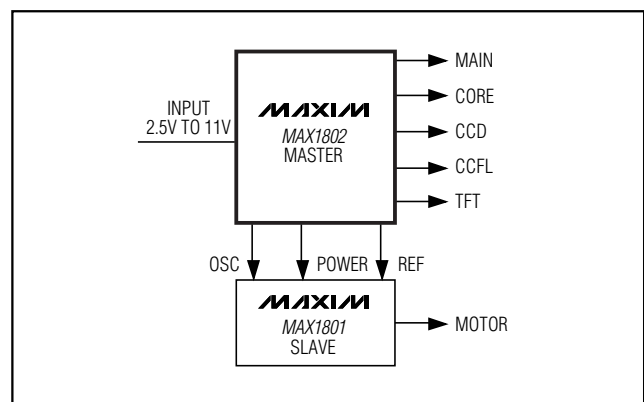 INPUT
2.5V TO 11V
MAXIM
MAX1802
MASTER
MAIN
CORE
CCD
CCFL
TFT
OSC
POWER
REF
MAXIM
MAX1801
SLAVE
MOTOR